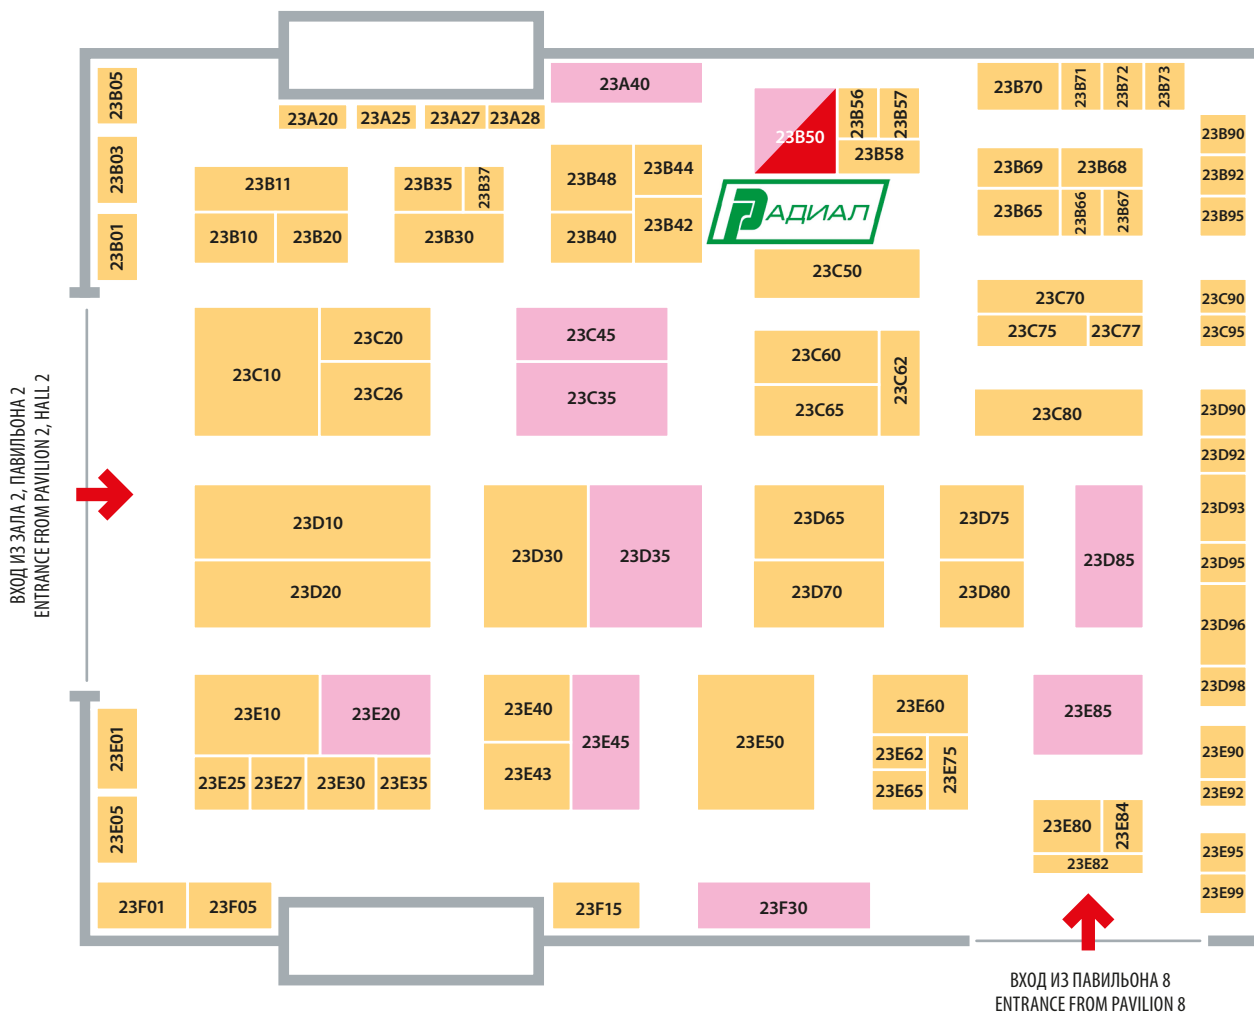 23A40
23B05
23B56
23B57
23B70
23B71
23B72
23B73
23A20
23A25
23A27
23A28
23B50
23B90
23B03
23B58
23B44
23B69
23B68
23B92
23B11
23B35
23B37
23B48
РАДИАЛ
23B65
23B66
23B67
23B95
23B01
23B10
23B20
23B30
23B40
23B42
23C50
23C70
23C90
23C20
23C45
23C75
23C77
23C95
23C10
23C26
23C35
23C60
23C62
23C65
23C80
23D90
ВХОД ИЗ ЗАЛА 2, ПАВИЛЬОНА 2
ENTRANCE FROM PAVILION 2, HALL 2
23D92
23D10
23D30
23D35
23D65
23D75
23D93
23D85
23D95
23D20
23D70
23D80
23D96
23D98
23E10
23E20
23E40
23E45
23E50
23E60
23E85
23E01
23E62
23E75
23E90
23E25
23E27
23E30
23E35
23E43
23E65
23E92
23E05
23E80
23E84
23E82
23E95
23E99
23F01
23F05
23F15
23F30
ВХОД ИЗ ПАВИЛЬОНА 8
ENTRANCE FROM PAVILION 8